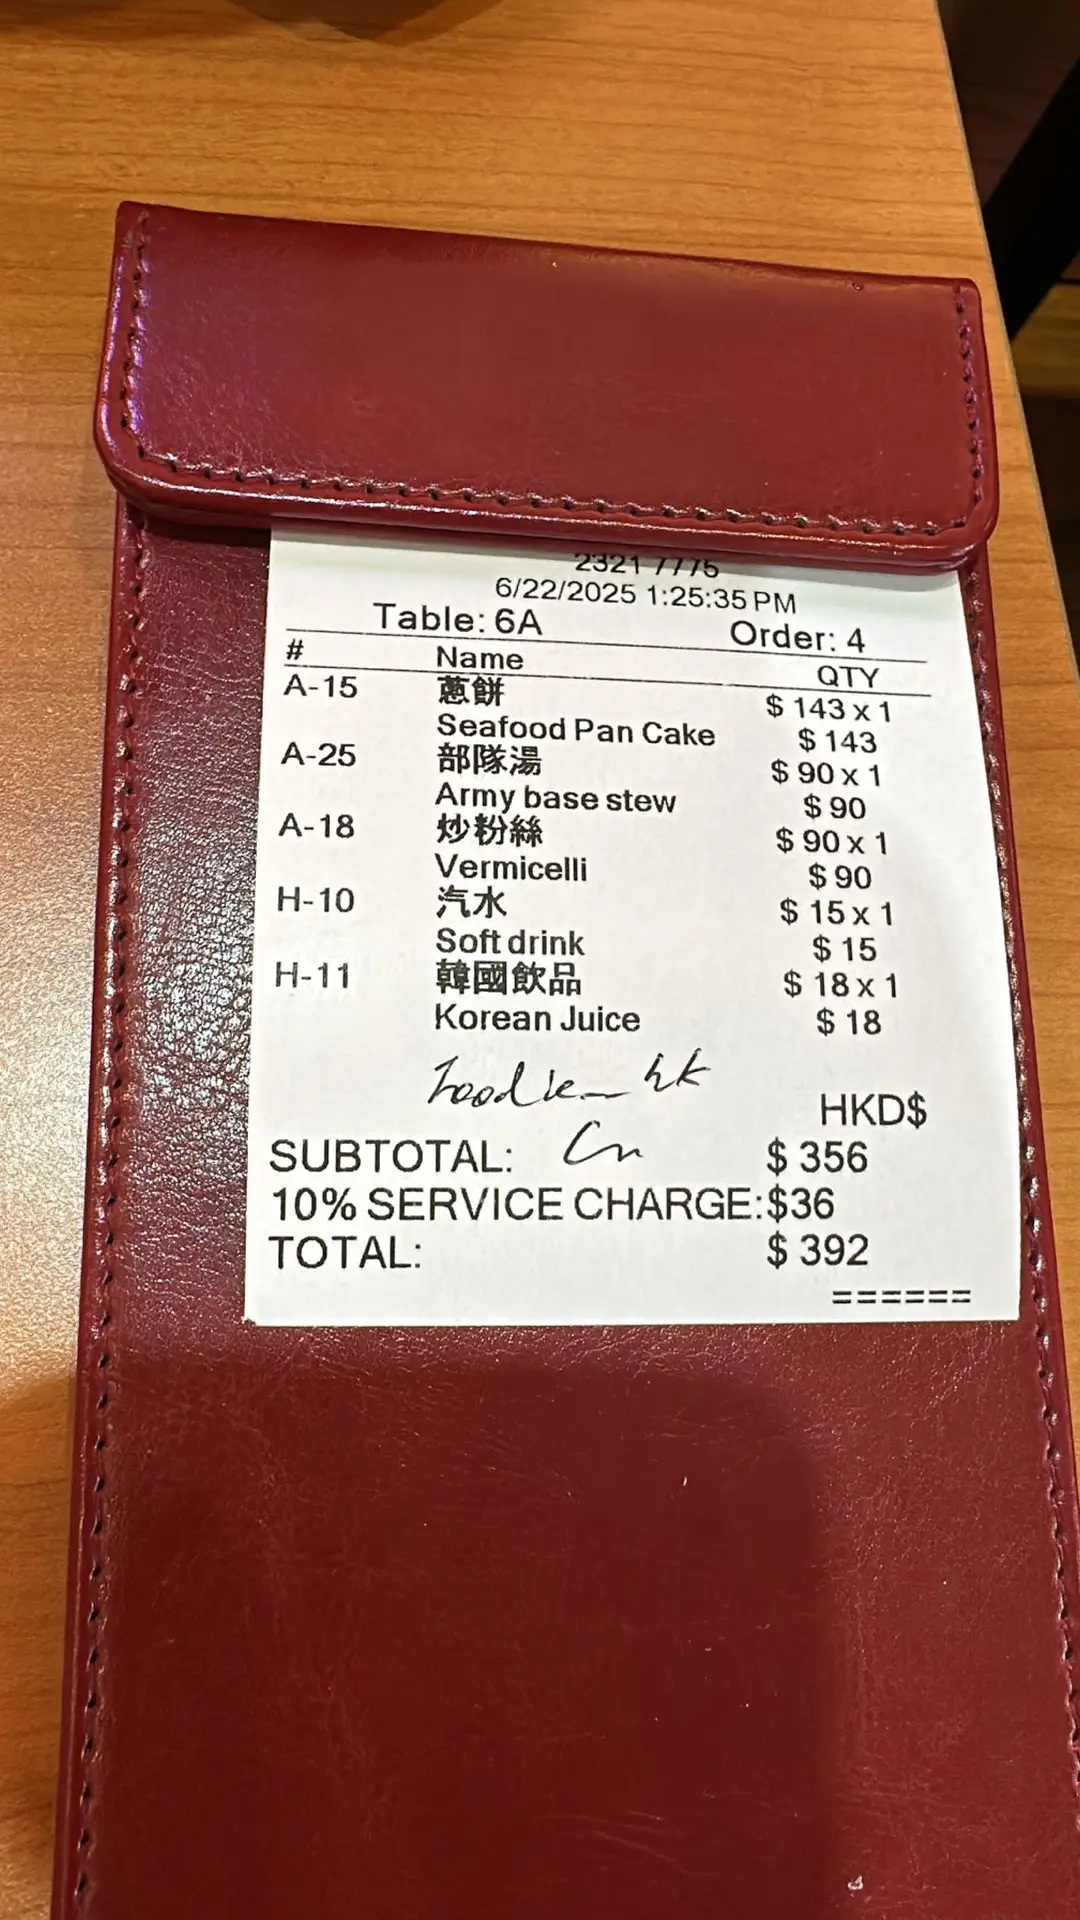 2321 7775
6/22/2025 1:25:35 PM
Table: 6A Order: 4
# Name QTY
A-15 蔥餅 $ 143 x 1
Seafood Pan Cake $ 143
A-25 部隊湯 $ 90 x 1
Army base stew $ 90
A-18 炒粉絲 $ 90 x 1
Vermicelli $ 90
H-10 汽水 $ 15 x 1
Soft drink $ 15
H-11 韓國飲品 $ 18 x 1
Korean Juice $ 18
foodie_hk
HKD$
SUBTOTAL: $ 356
10% SERVICE CHARGE:$36
TOTAL: $ 392
======